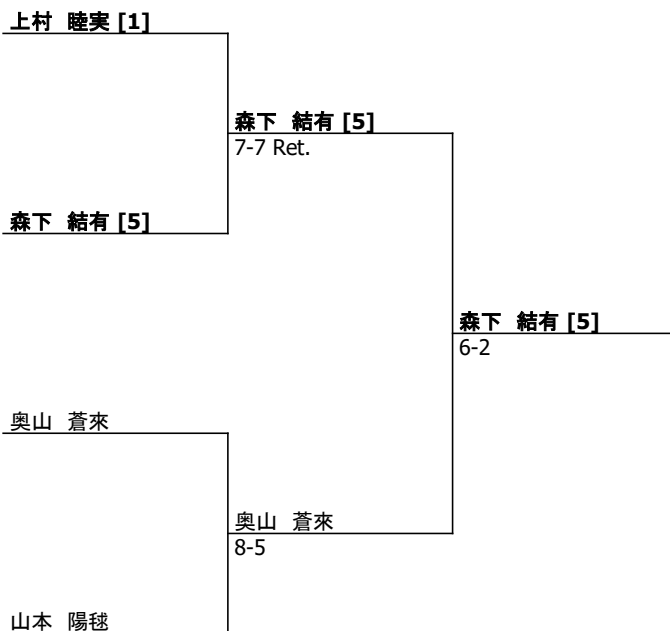 上村 睦実 [1]
森下 結有 [5]
7-7 Ret.
森下 結有 [5]
森下 結有 [5]
6-2
奥山 蒼來
奥山 蒼來
8-5
山本 陽毬